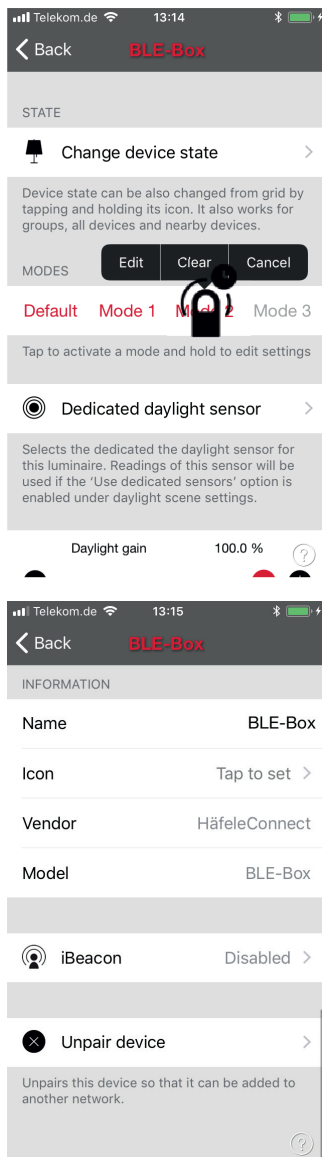 Telekom.de 13:14
Back BLE-Box
STATE
Change device state
Device state can be also changed from grid by
tapping and holding its icon. It also works for
groups, all devices and nearby devices.
Edit Clear Cancel
MODES
Default Mode 1 Mode 2 Mode 3
Tap to activate a mode and hold to edit settings
Dedicated daylight sensor
Selects the dedicated the daylight sensor for
this luminaire. Readings of this sensor will be
used if the ‘Use dedicated sensors’ option is
enabled under daylight scene settings.
Daylight gain 100.0 % ?
Telekom.de 13:15
Back BLE-Box
INFORMATION
Name BLE-Box
Icon Tap to set
Vendor HäfeleConnect
Model BLE-Box
iBeacon Disabled
Unpair device
Unpairs this device so that it can be added to
another network.
?